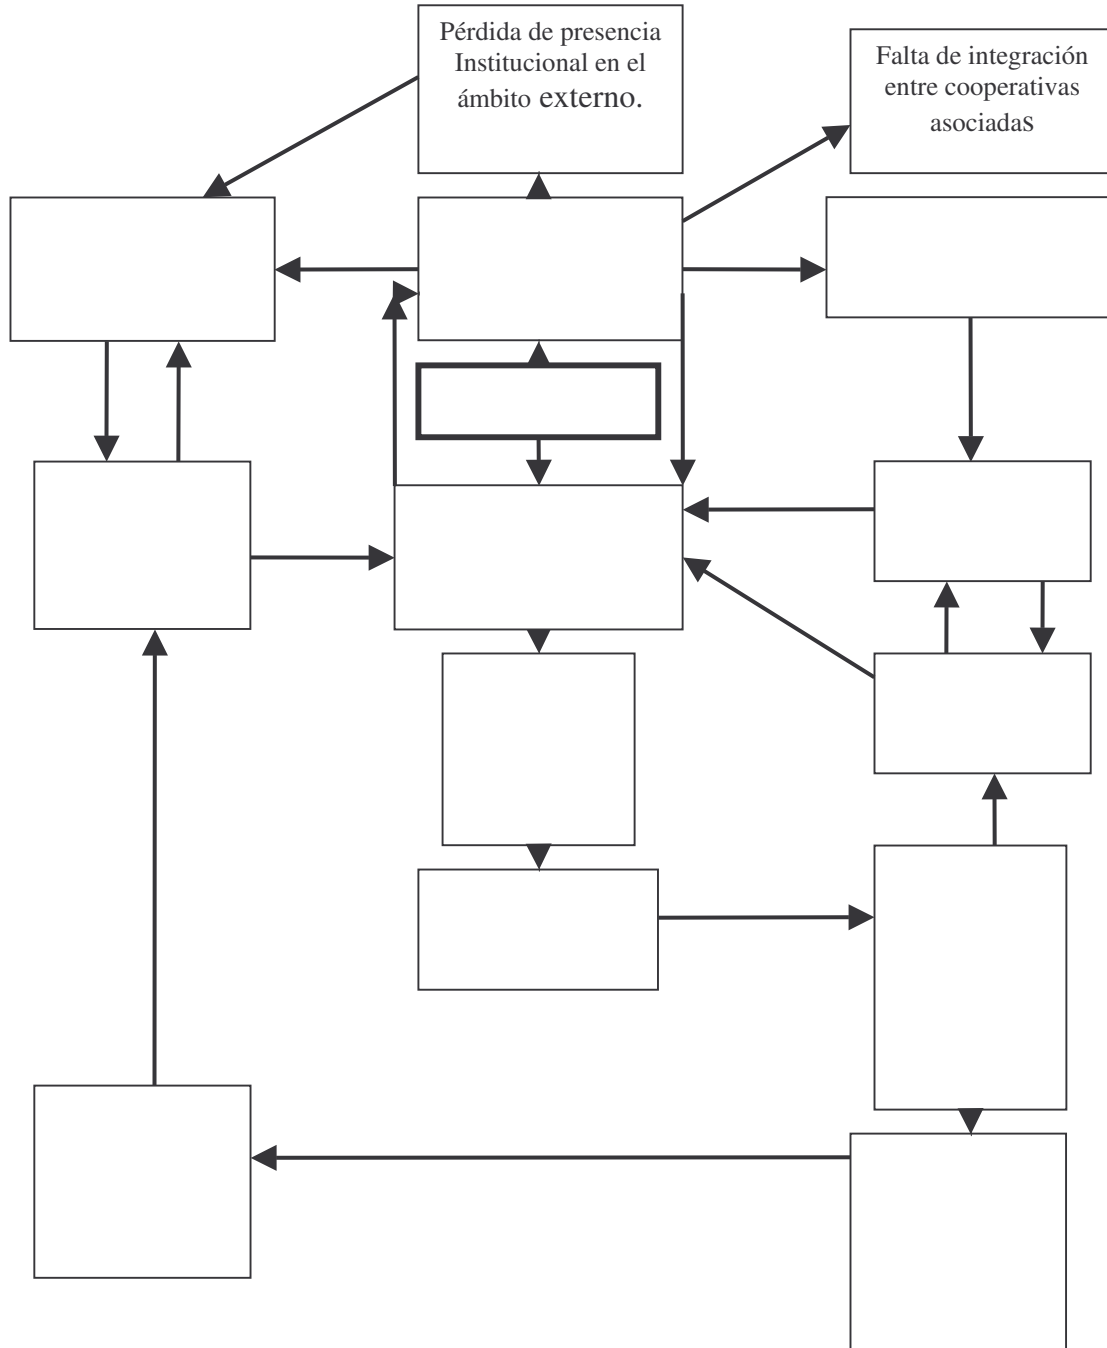 Pérdida de presencia
Institucional en el
ámbito externo.
Falta de integración
entre cooperativas
asociadas